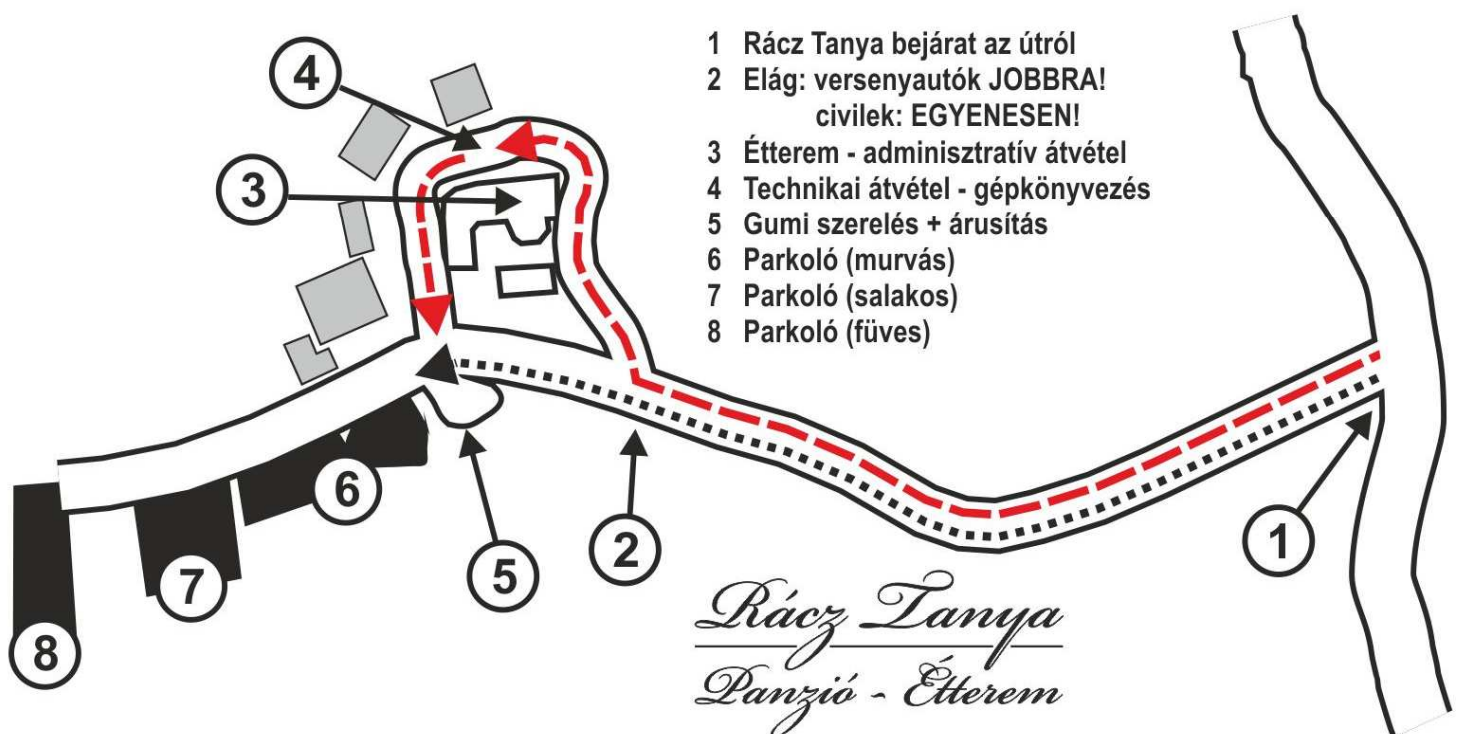 1 Rácz Tanya bejárat az útról
2 Elág: versenyautók JOBBRA!
civilek: EGYENESEN!
3 Étterem - adminisztratív átvétel
4 Technikai átvétel - gépkönyvezés
5 Gumi szerelés + árusítás
6 Parkoló (murvás)
7 Parkoló (salakos)
8 Parkoló (füves)
4
3
6
7
8
5
2
1
Rácz Tanya
Panzió - Étterem